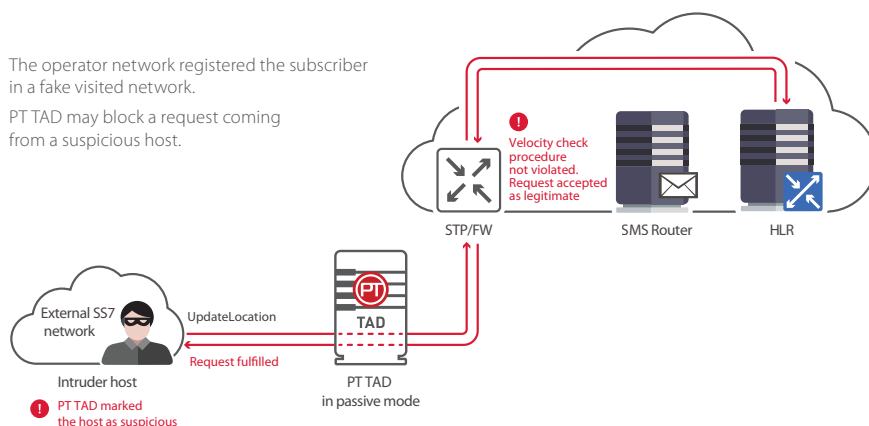 The operator network registered the subscriber
in a fake visited network.
PT TAD may block a request coming
from a suspicious host.
!
Velocity check
procedure
not violated.
Request accepted
as legitimate
STP/FW
SMS Router
HLR
External SS7
network
UpdateLocation
PT
TAD
Request fulfilled
Intruder host
PT TAD
in passive mode
!
PT TAD marked
the host as suspicious